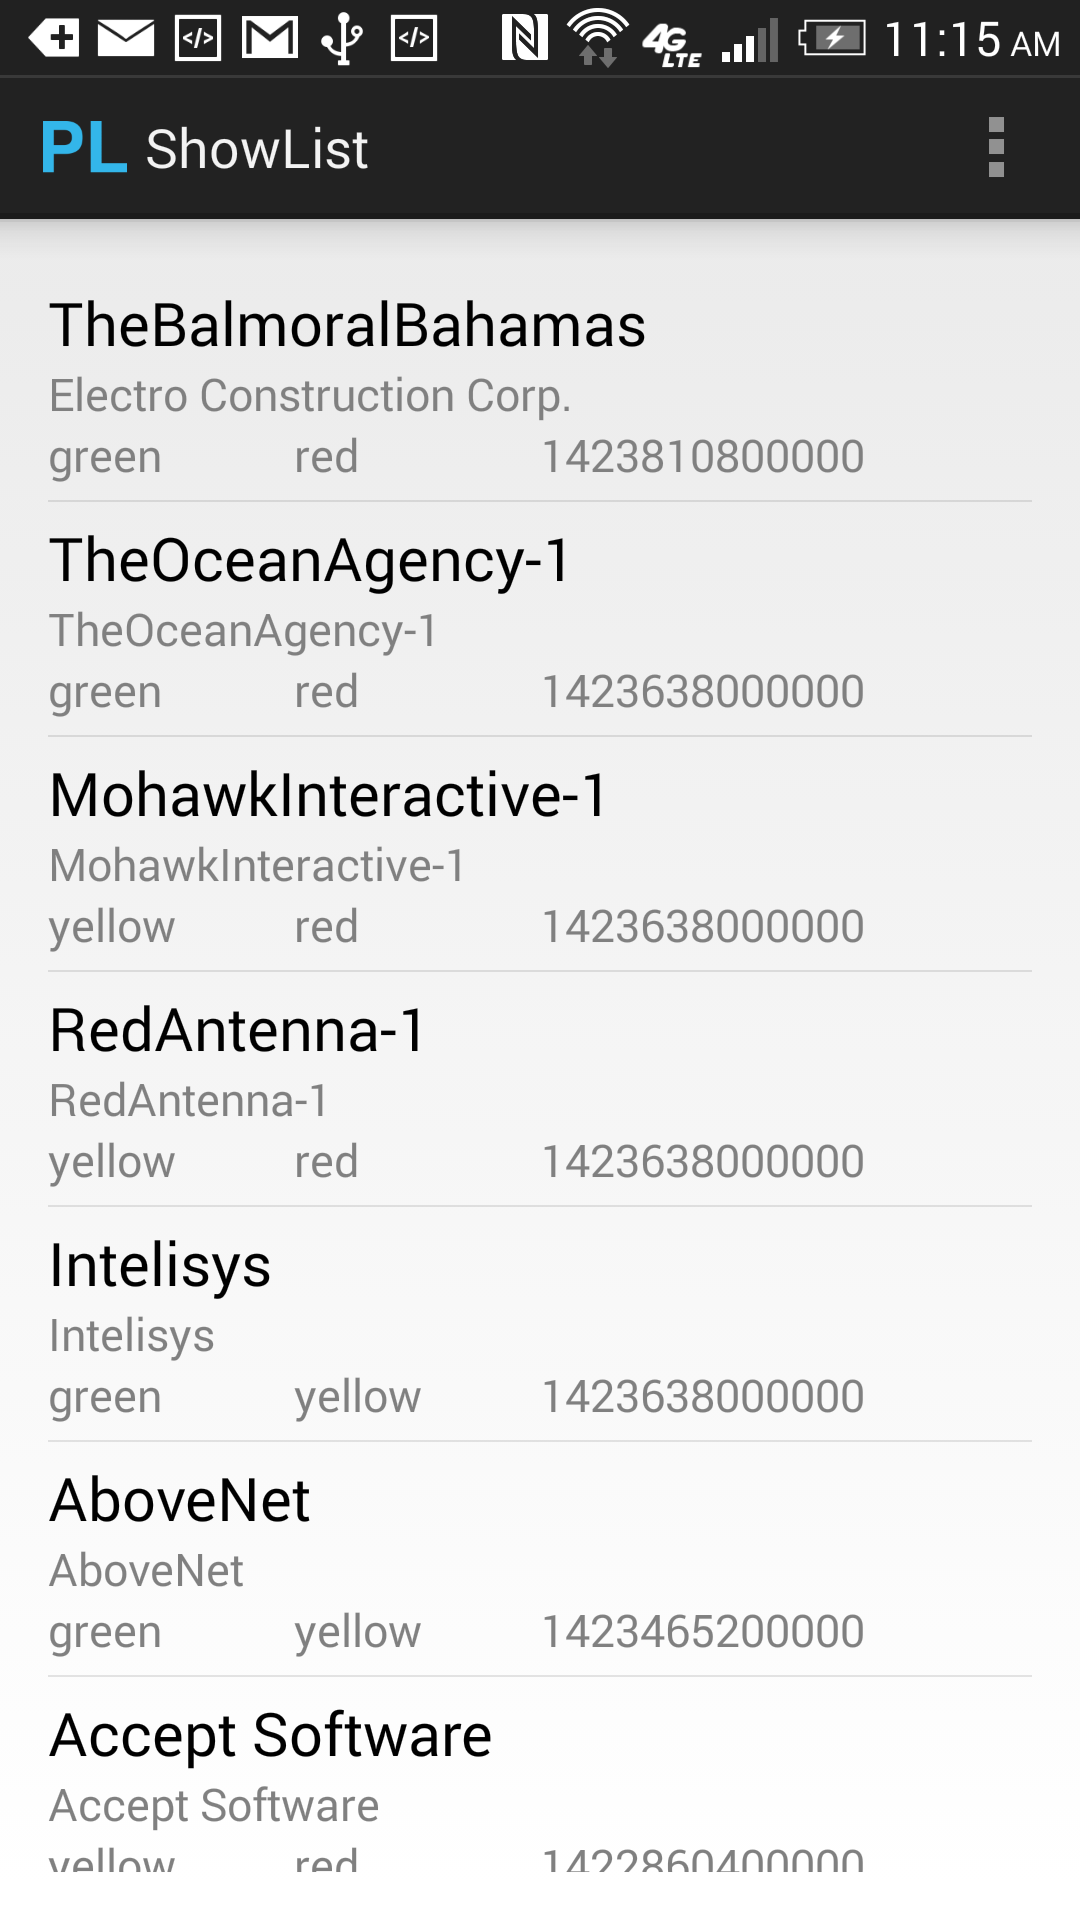 4G LTE 11:15 AM
PL ShowList
TheBalmoralBahamas
Electro Construction Corp.
green red 1423810800000
TheOceanAgency-1
TheOceanAgency-1
green red 1423638000000
MohawkInteractive-1
MohawkInteractive-1
yellow red 1423638000000
RedAntenna-1
RedAntenna-1
yellow red 1423638000000
Intelisys
Intelisys
green yellow 1423638000000
AboveNet
AboveNet
green yellow 1423465200000
Accept Software
Accept Software
yellow red 1422860400000